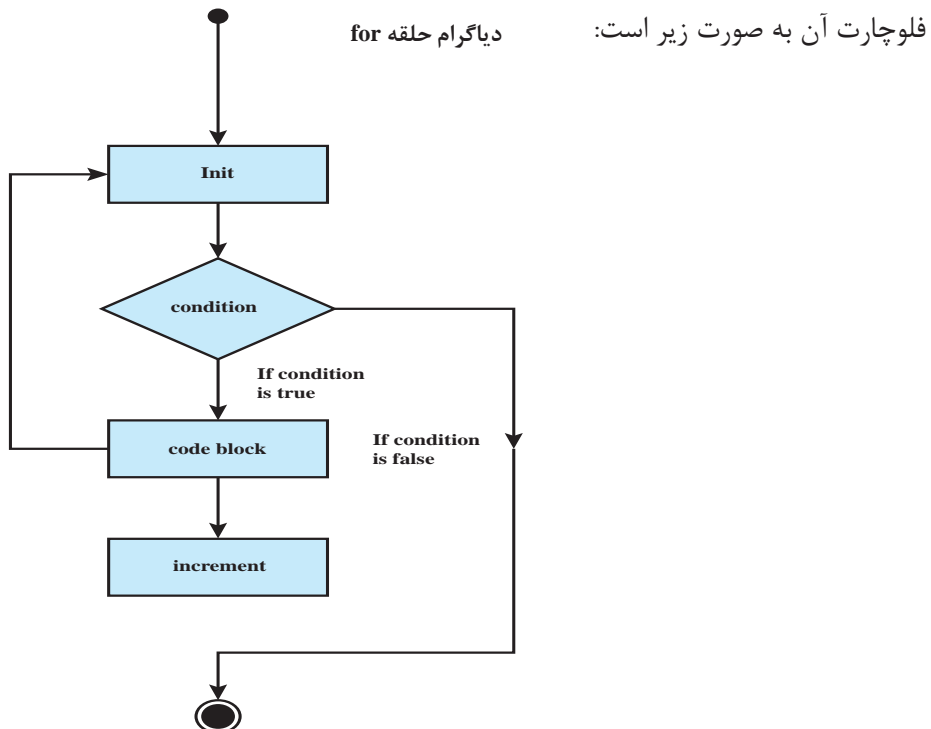 فلوچارت آن به صورت زیر است:
دیاگرام حلقه for
Init
condition
If condition
is true
If condition
is false
code block
increment